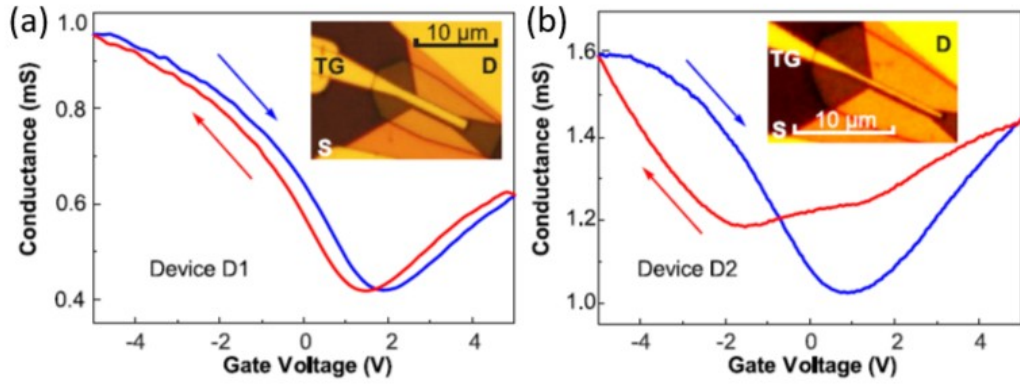 (a)
1.0
0.8
0.6
0.4
Conductance (mS)
-4
-2
0
2
4
Gate Voltage (V)
Device D1
10 μm
TG
D
S
(b)
1.6
1.4
1.2
1.0
Conductance (mS)
-4
-2
0
2
4
Gate Voltage (V)
Device D2
D
TG
10 μm
S